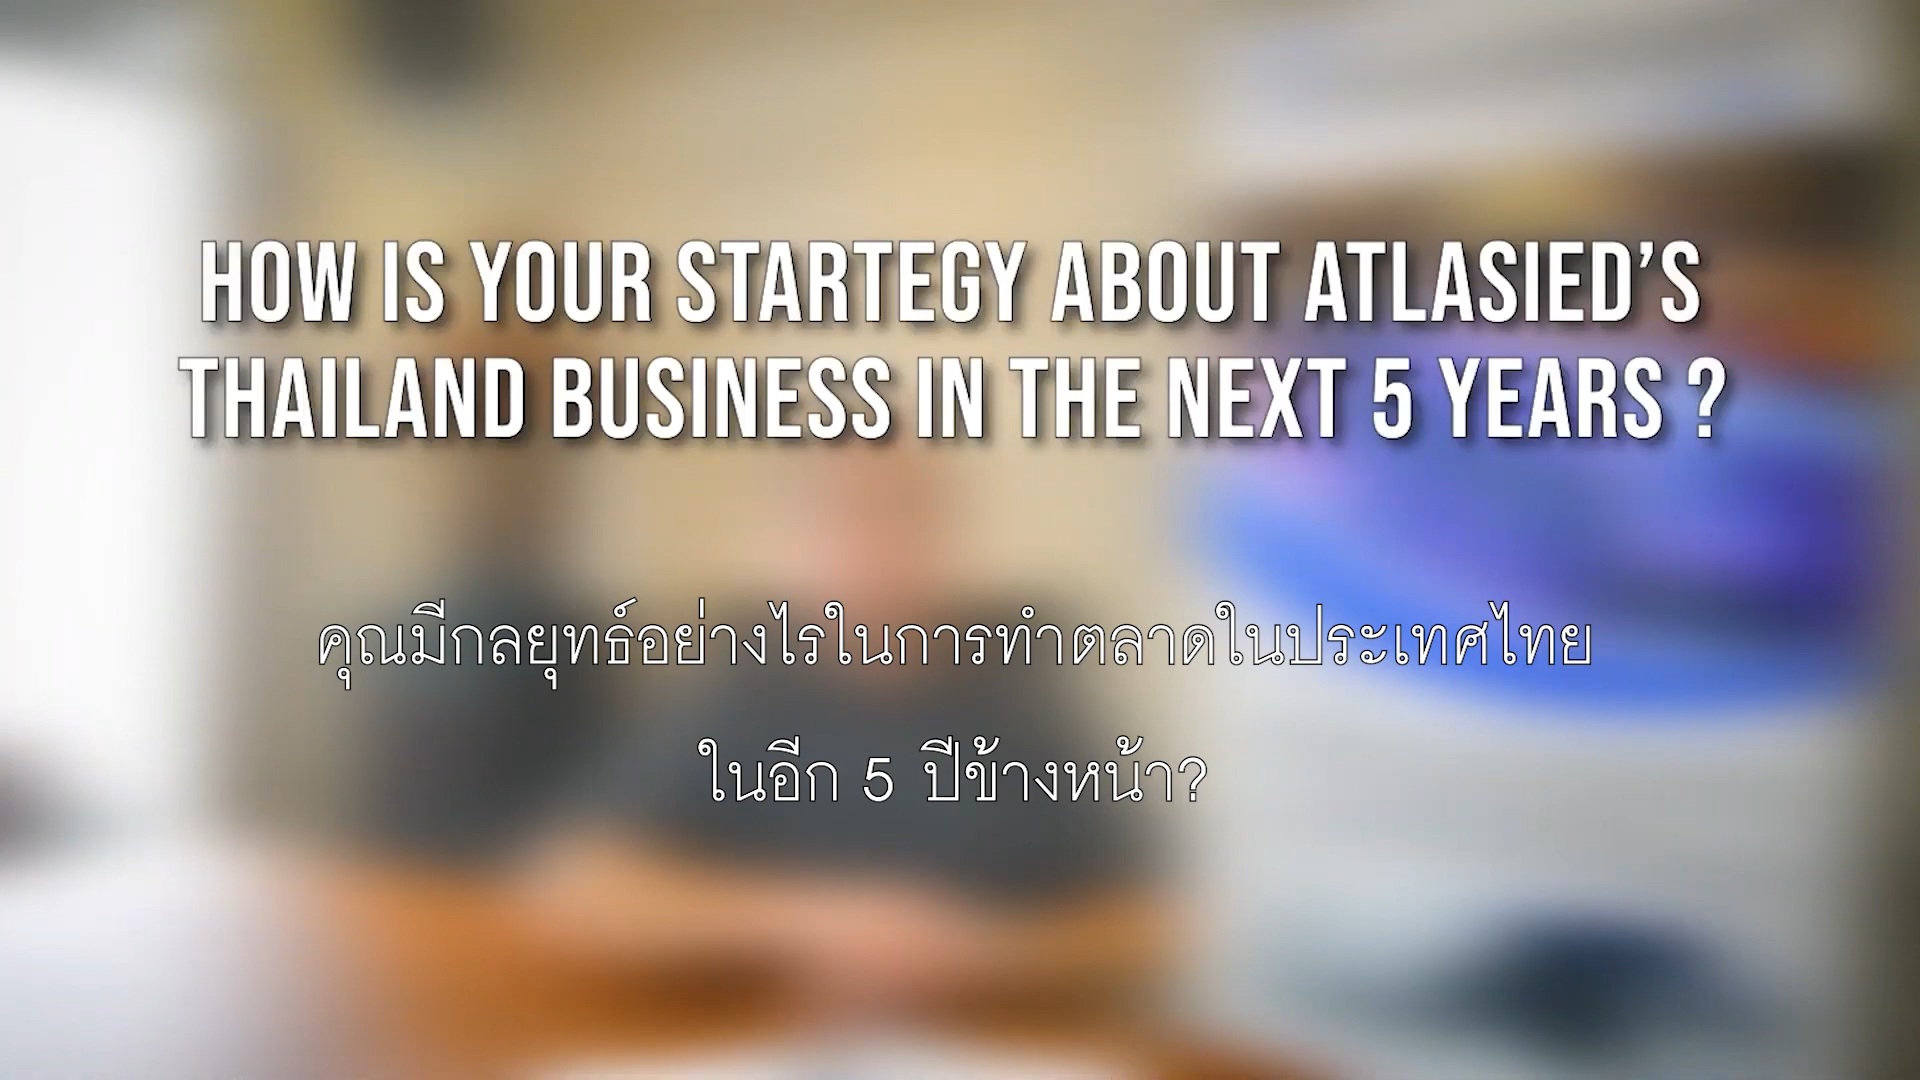 HOW IS YOUR STARTEGY ABOUT ATLASIED’S
THAILAND BUSINESS IN THE NEXT 5 YEARS ?
คุณมีกลยุทธ์อย่างไรในการทำตลาดในประเทศไทย
ในอีก 5 ปีข้างหน้า?